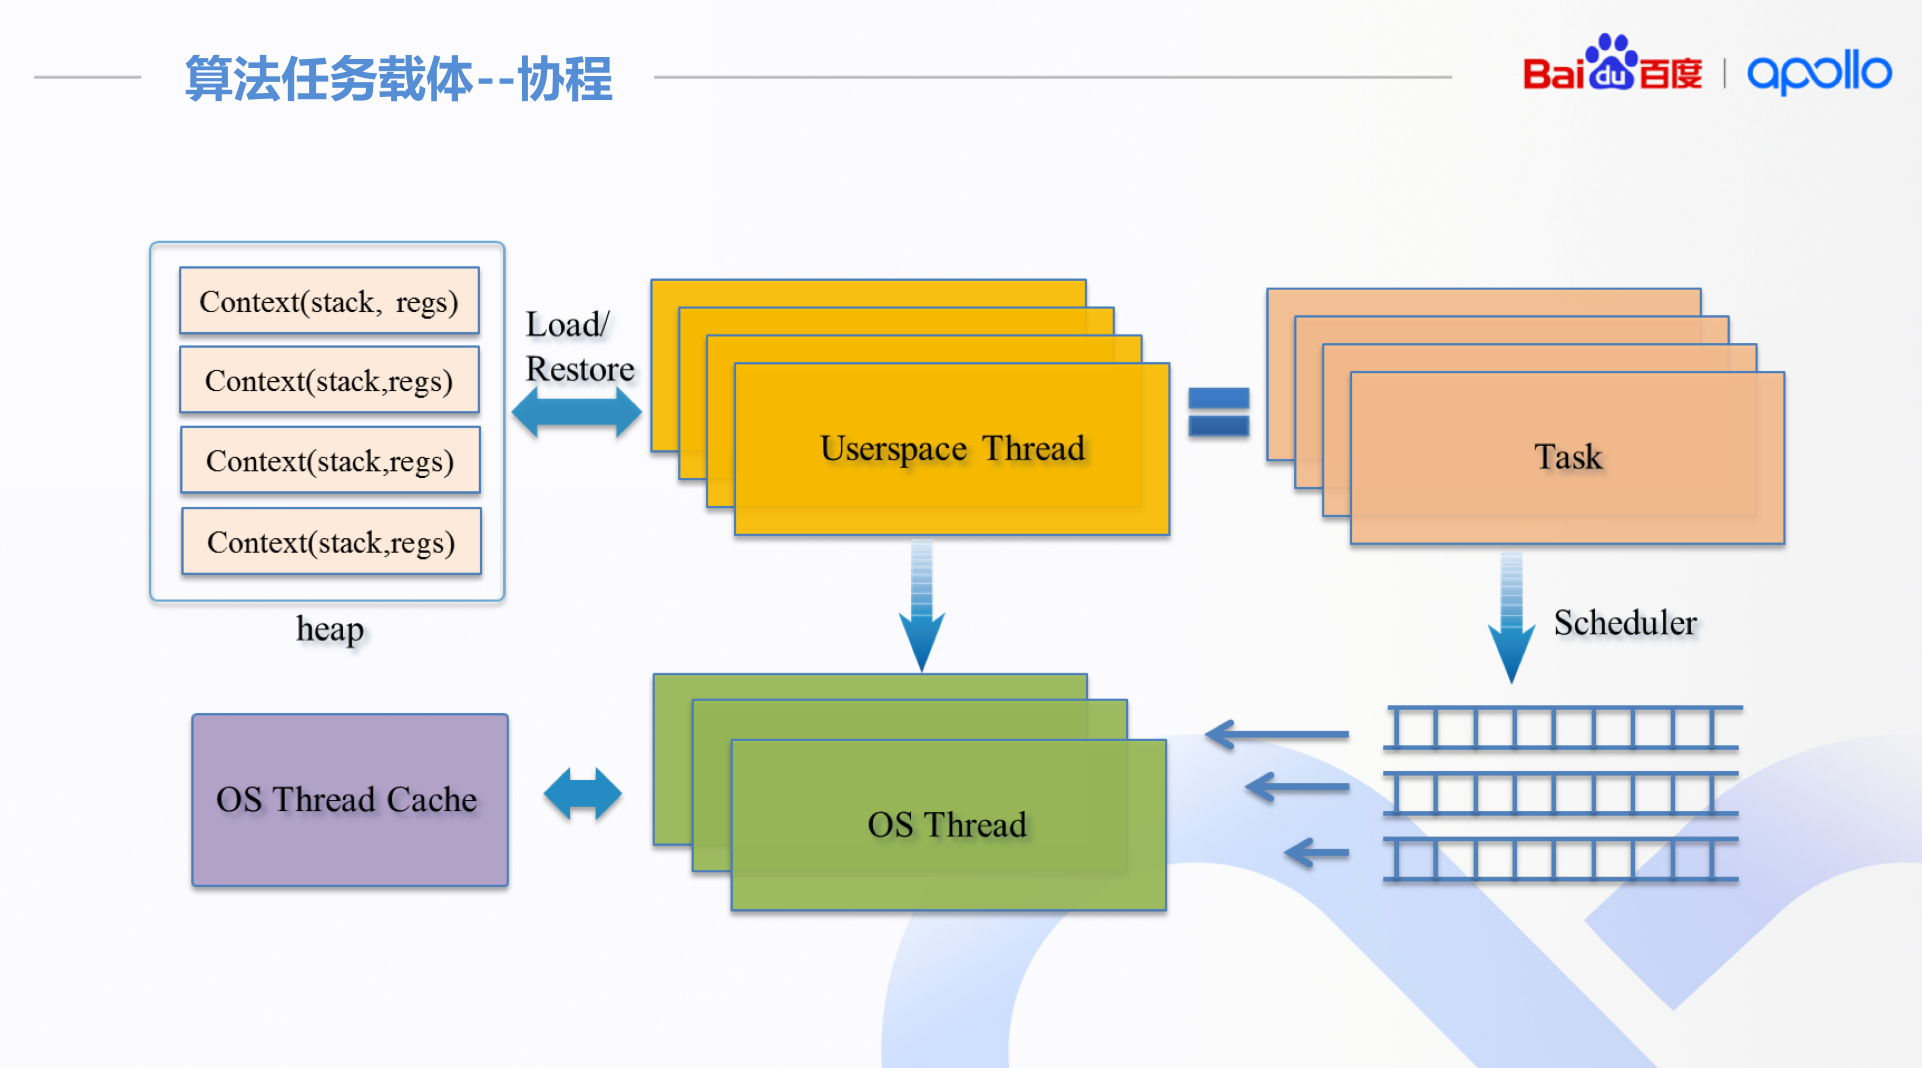 算法任务载体--协程
Bai du 百度 | apollo
Context(stack, regs)
Context(stack,regs)
Context(stack,regs)
Context(stack,regs)
heap
Load/
Restore
Userspace Thread
Task
Scheduler
OS Thread Cache
OS Thread